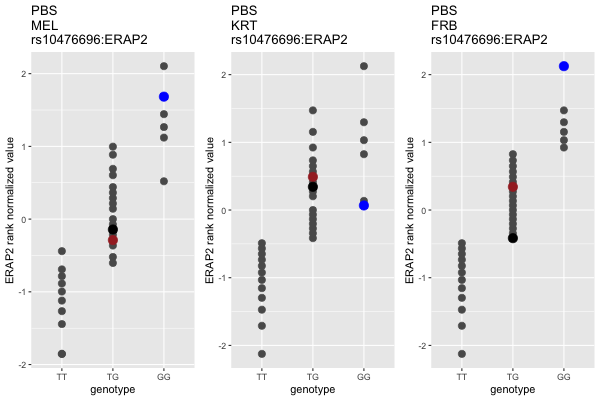 PBS
MEL
rs10476696:ERAP2
ERAP2 rank normalized value
2
1
0
-1
-2
TT
TG
GG
genotype
PBS
KRT
rs10476696:ERAP2
ERAP2 rank normalized value
2
1
0
-1
-2
TT
TG
GG
genotype
PBS
FRB
rs10476696:ERAP2
ERAP2 rank normalized value
2
1
0
-1
-2
TT
TG
GG
genotype